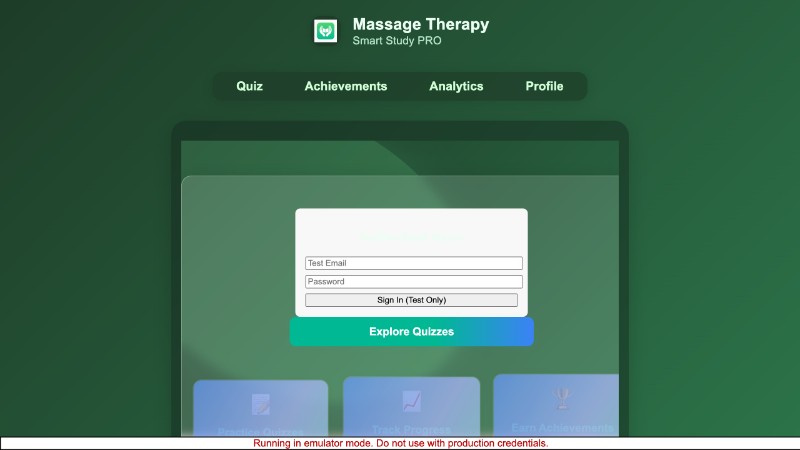 Massage Therapy
Smart Study PRO
Quiz Achievements Analytics Profile
Test Email
Password
Sign In (Test Only)
Explore Quizzes
Practice Quizzes Track Progress Earn Achievements
Running in emulator mode. Do not use with production credentials.